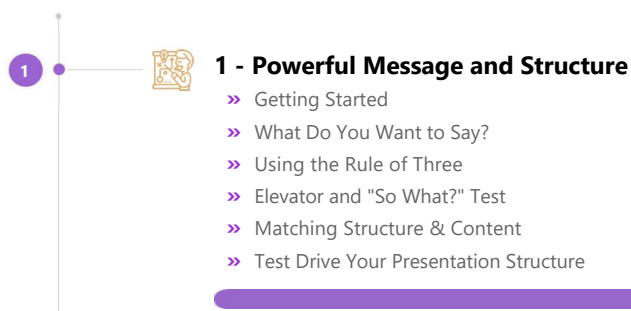 1
1 - Powerful Message and Structure
Getting Started
What Do You Want to Say?
Using the Rule of Three
Elevator and "So What?" Test
Matching Structure & Content
Test Drive Your Presentation Structure